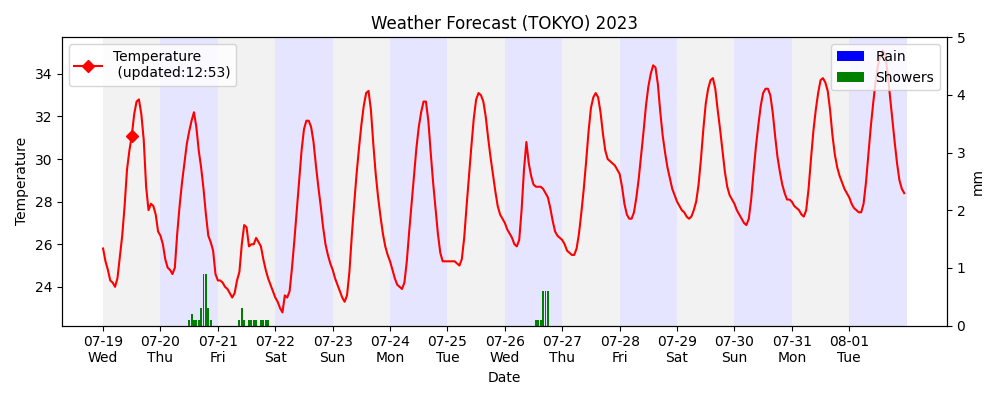 Weather Forecast (TOKYO) 2023
Temperature
(updated:12:53)
Rain
Showers
Temperature
34
32
30
28
26
24
5
4
3
2
1
0
mm
07-19 07-20 07-21 07-22 07-23 07-24 07-25 07-26 07-27 07-28 07-29 07-30 07-31 08-01
Wed Thu Fri Sat Sun Mon Tue Wed Thu Fri Sat Sun Mon Tue
Date